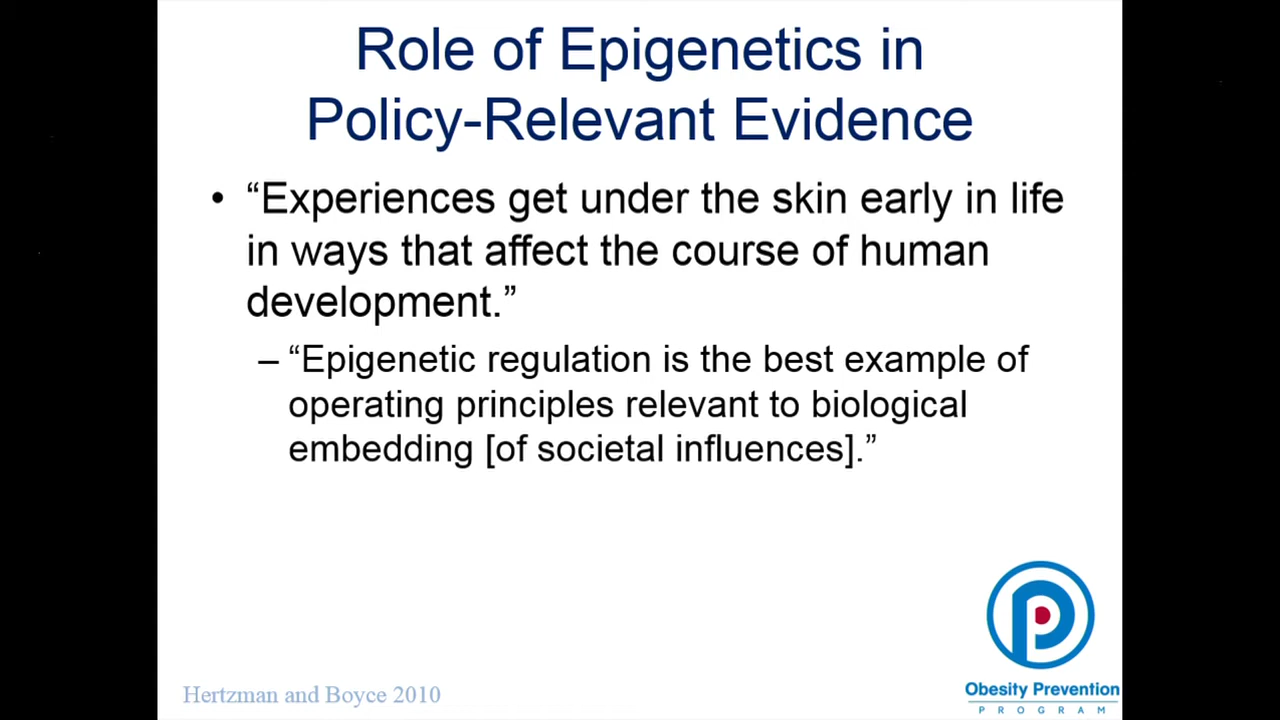 Role of Epigenetics in
Policy-Relevant Evidence
• “Experiences get under the skin early in life
in ways that affect the course of human
development.”
– “Epigenetic regulation is the best example of
operating principles relevant to biological
embedding [of societal influences].”
Hertzman and Boyce 2010
Obesity Prevention
PROGRAM